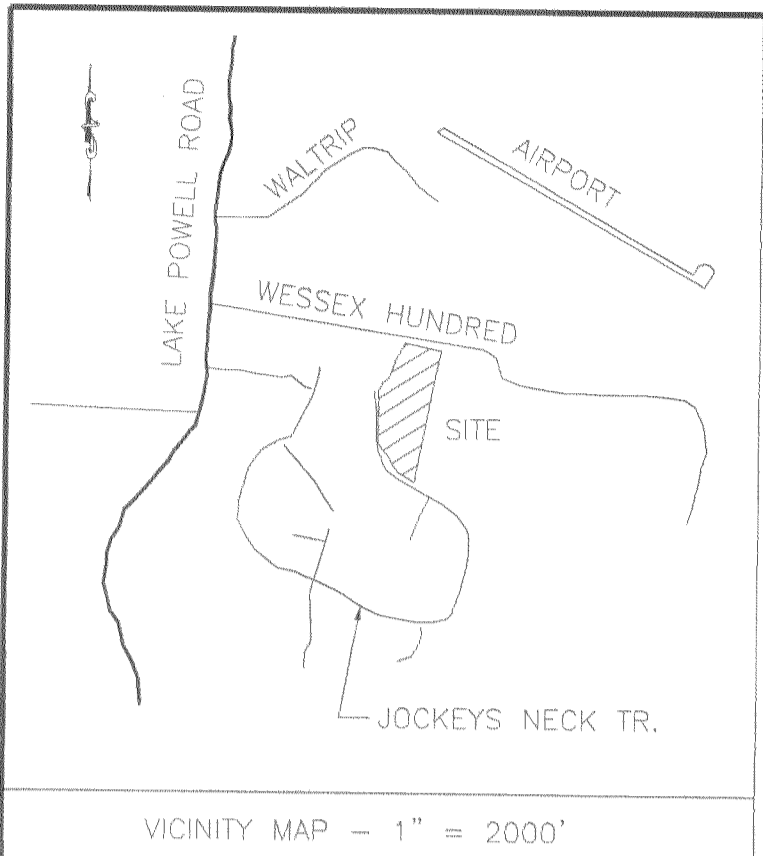 LAKE POWELL ROAD
WALTRIP
AIRPORT
WESSEX HUNDRED
SITE
JOCKEYS NECK TR.
VICINITY MAP – 1" = 2000'